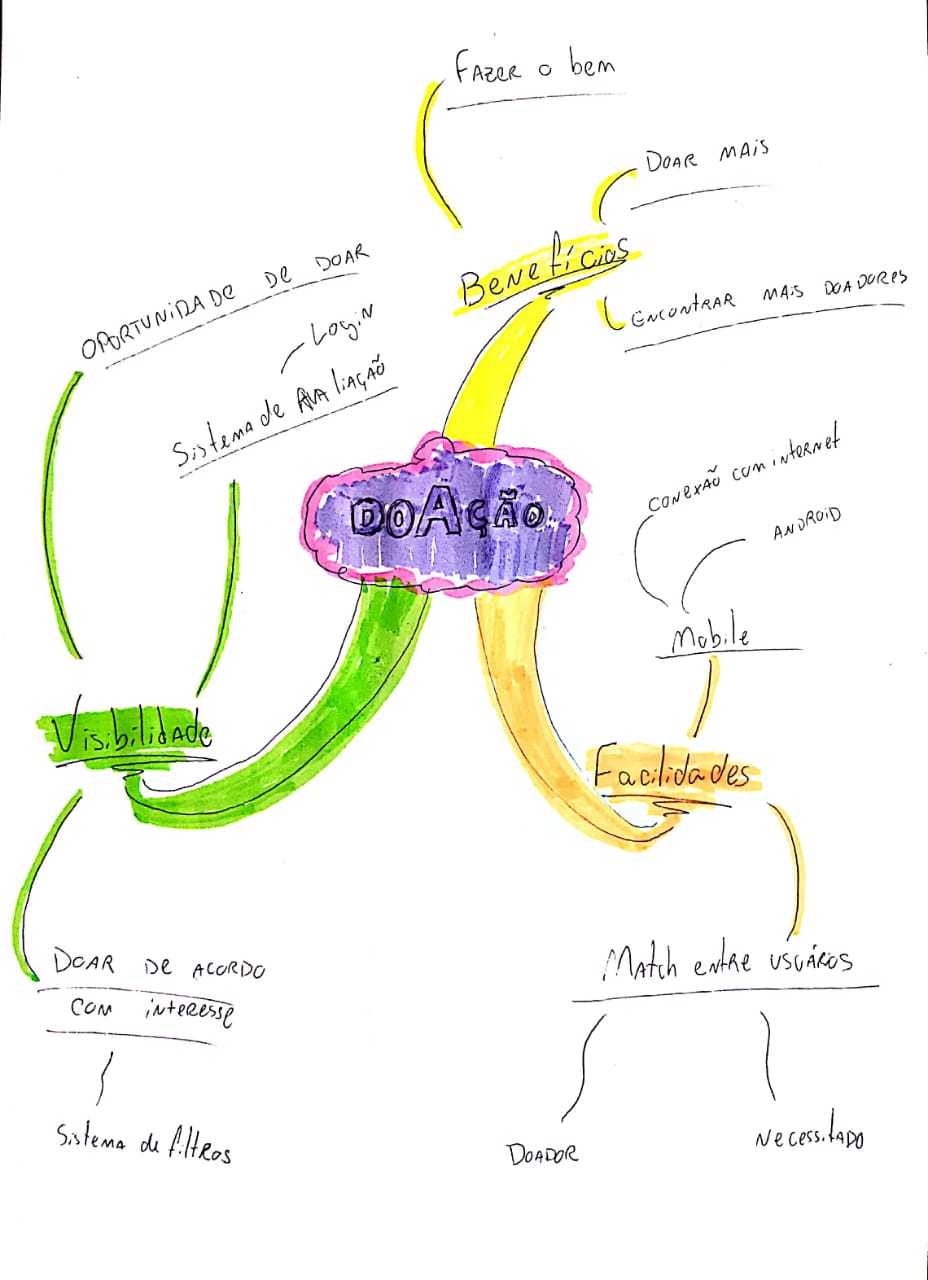 Fazer o bem
Doar mais
Benefícios
Encontrar mais doadores
Oportunidade de doar
Login
Sistema de Avaliação
DOAÇÃO
Conexão com internet
Android
Mobile
Visibilidade
Facilidades
Doar de acordo
com interesse
Match entre usuários
Sistema de filtros
Doador
Necessitado